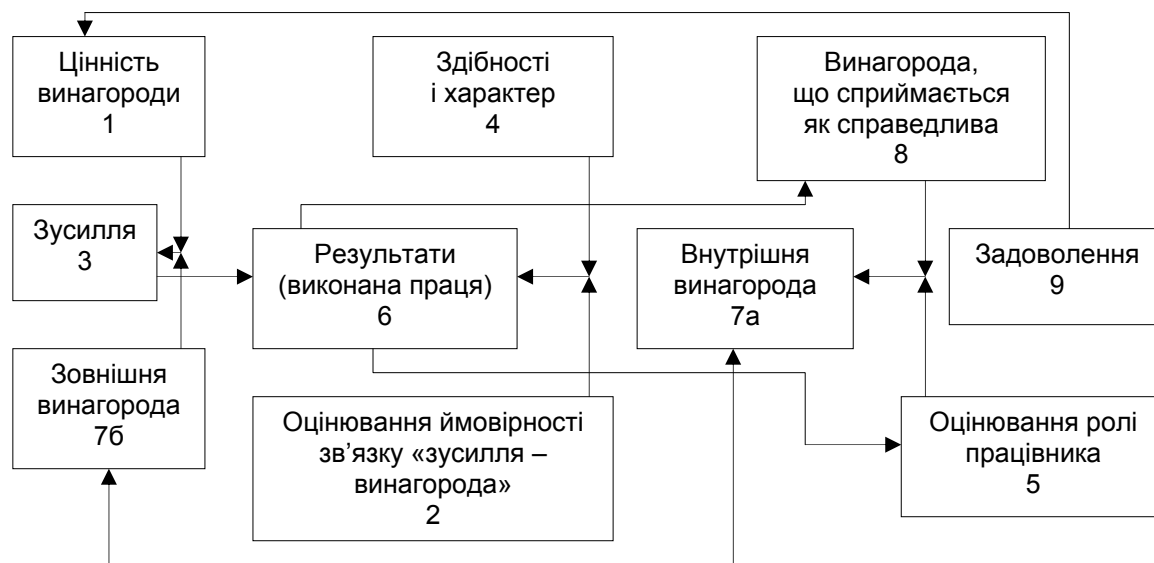 Цінність
винагороди
1
Здібності
і характер
4
Винагорода,
що сприймається
як справедлива
8
Зусилля
3
Результати
(виконана праця)
6
Внутрішня
винагорода
7а
Задоволення
9
Зовнішня
винагорода
7б
Оцінювання ймовірності
зв’язку «зусилля –
винагорода»
2
Оцінювання ролі
працівника
5